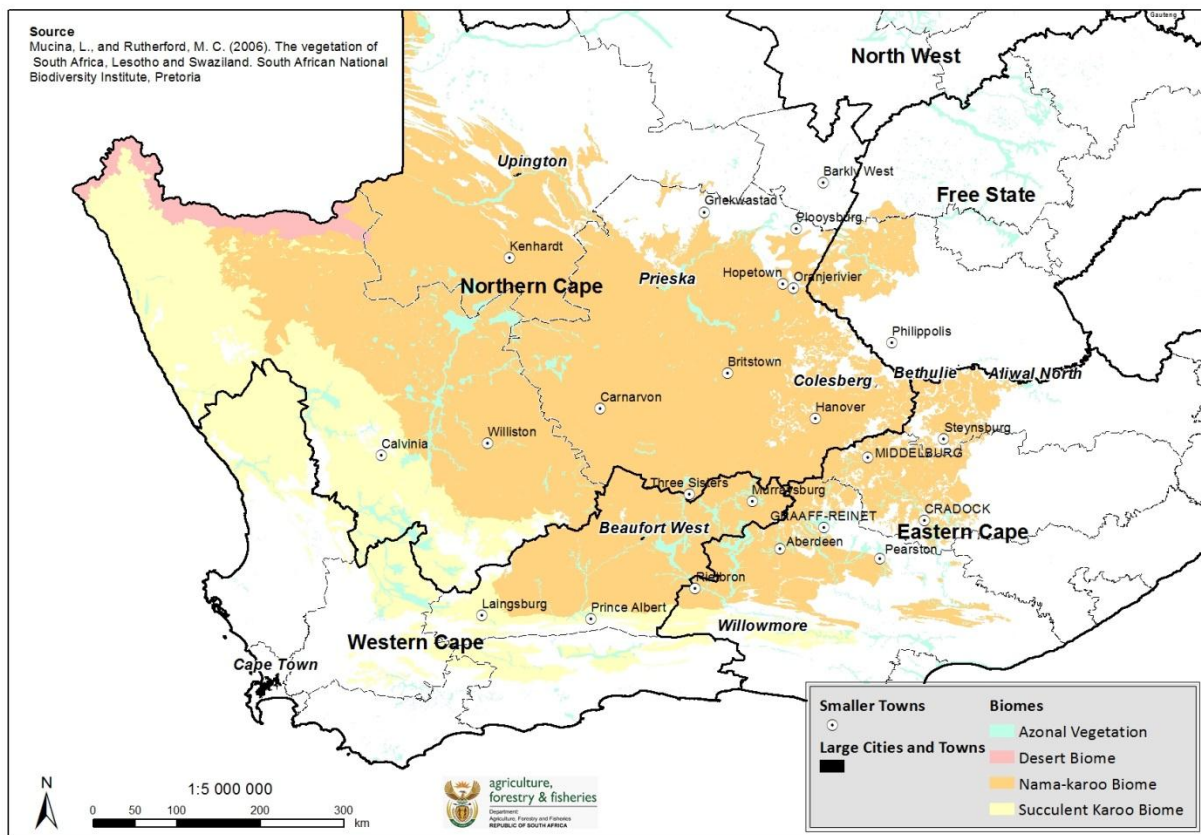 Source
Mucina, L., and Rutherford, M. C. (2006). The vegetation of
South Africa, Lesotho and Swaziland. South African National
Biodiversity Institute, Pretoria
Gauteng
North West
Upington
Barkly West
Griekwastad
Free State
Plooysburg
Kenhardt
Northern Cape
Prieska
Hopetown
Oranjerivier
Philippolis
Britstown
Colesberg
Bethulie
Aliwal North
Carnarvon
Hanover
Steynsburg
Calvinia
Williston
MIDDELBURG
Three Sisters
Murraysburg
GRAAFF-REINET
CRADOCK
Beaufort West
Eastern Cape
Aberdeen
Pearston
Rietbron
Laingsburg
Prince Albert
Willowmore
Western Cape
Cape Town
Smaller Towns
Large Cities and Towns
Biomes
Azonal Vegetation
Desert Biome
Nama-karoo Biome
Succulent Karoo Biome
N
1:5 000 000
0 50 100 200 300
km
agriculture,
forestry & fisheries
Department:
Agriculture, Forestry and Fisheries
REPUBLIC OF SOUTH AFRICA